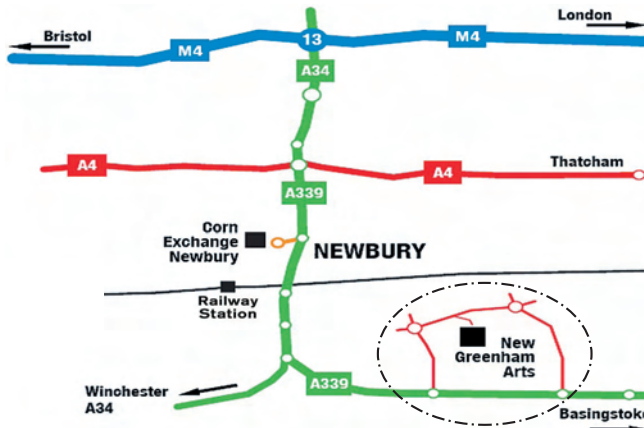 Bristol
London
M4
13
M4
A34
A4
A4
Thatcham
A339
Corn
Exchange
Newbury
NEWBURY
Railway
Station
New
Greenham
Arts
A339
Winchester
A34
Basingstoke